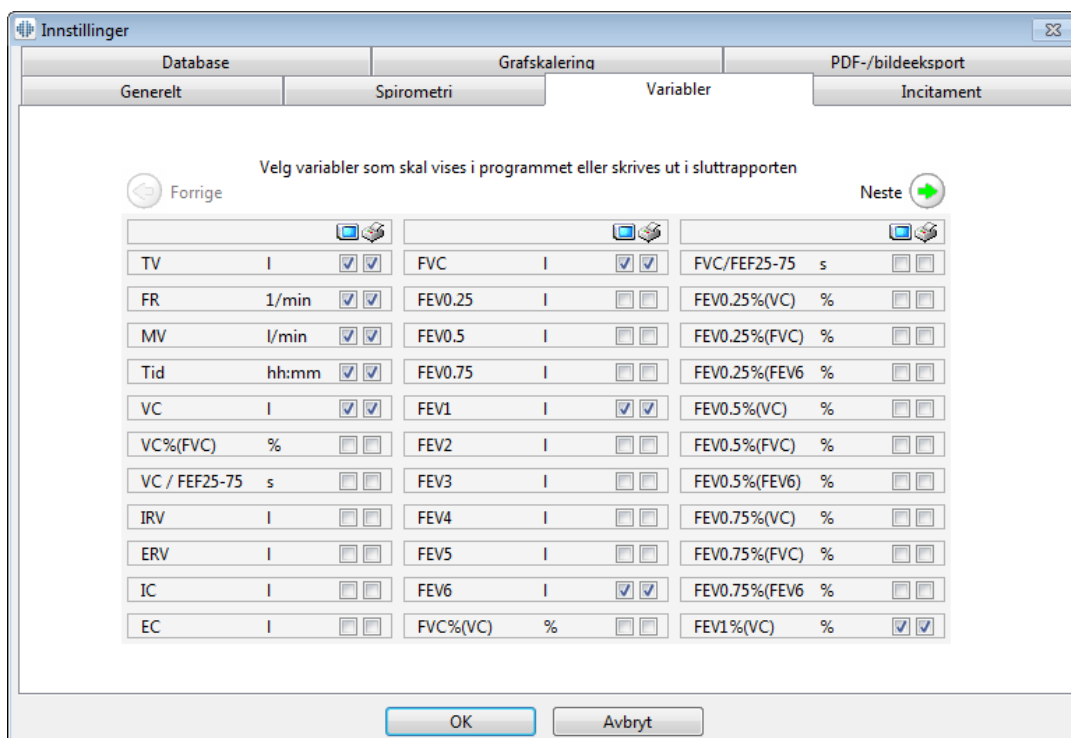 Innstillinger
Database Grafskalering PDF-/bildeeksport
Generelt Spirometri Variabler Incitament
Velg variabler som skal vises i programmet eller skrives ut i sluttrapporten
Forrige Neste
TV l FVC l FVC/FEF25-75 s
FR 1/min FEV0.25 l FEV0.25%(VC) %
MV l/min FEV0.5 l FEV0.25%(FVC) %
Tid hh:mm FEV0.75 l FEV0.25%(FEV6 %
VC l FEV1 l FEV0.5%(VC) %
VC%(FVC) % FEV2 l FEV0.5%(FVC) %
VC / FEF25-75 s FEV3 l FEV0.5%(FEV6) %
IRV l FEV4 l FEV0.75%(VC) %
ERV l FEV5 l FEV0.75%(FVC) %
IC l FEV6 l FEV0.75%(FEV6 %
EC l FVC%(VC) % FEV1%(VC) %
OK Avbryt